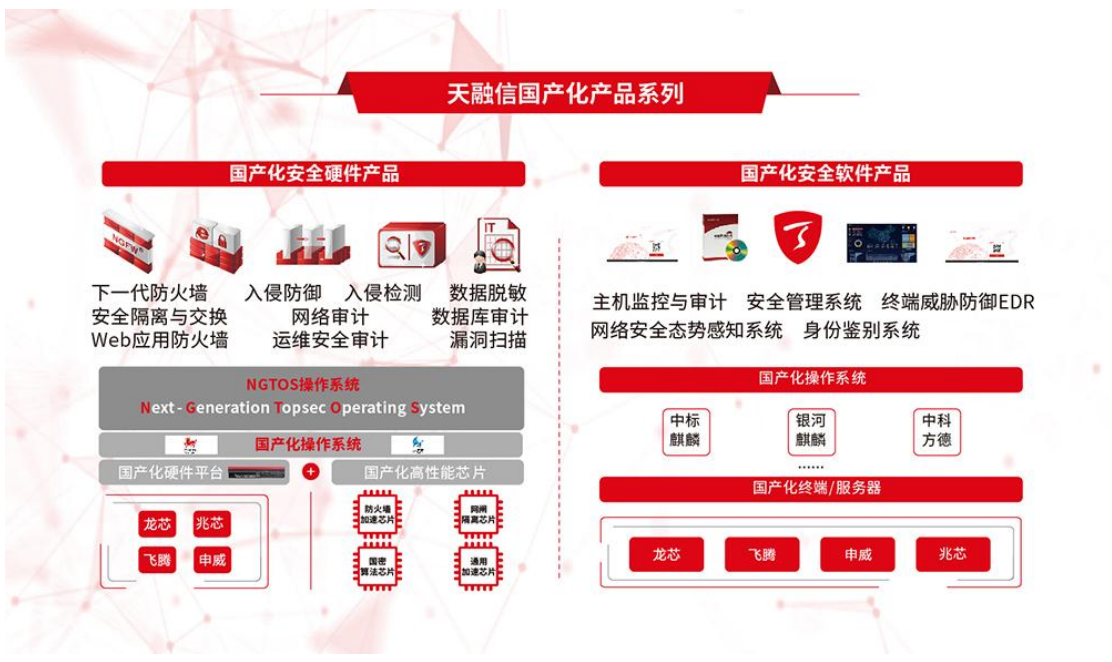 天融信国产化产品系列
国产化安全硬件产品
NGFW®
IT
下一代防火墙 入侵防御 入侵检测 数据脱敏
安全隔离与交换 网络审计 数据库审计
Web应用防火墙 运维安全审计 漏洞扫描
NGTOS操作系统
Next-Generation Topsec Operating System
国产化操作系统
国产化硬件平台 + 国产化高性能芯片
龙芯 兆芯
飞腾 申威
防火墙
加速芯片
网闸
隔离芯片
国密
算法芯片
通用
加速芯片
国产化安全软件产品
主机监控与审计 安全管理系统 终端威胁防御EDR
网络安全态势感知系统 身份鉴别系统
国产化操作系统
中标
麒麟
银河
麒麟
中科
方德
......
国产化终端/服务器
龙芯 飞腾 申威 兆芯